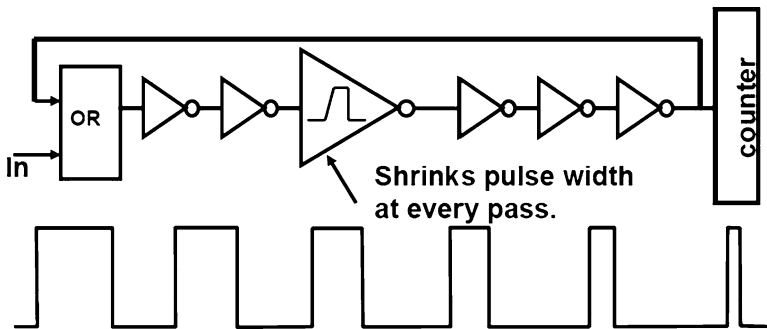 OR
In
counter
Shrinks pulse width
at every pass.